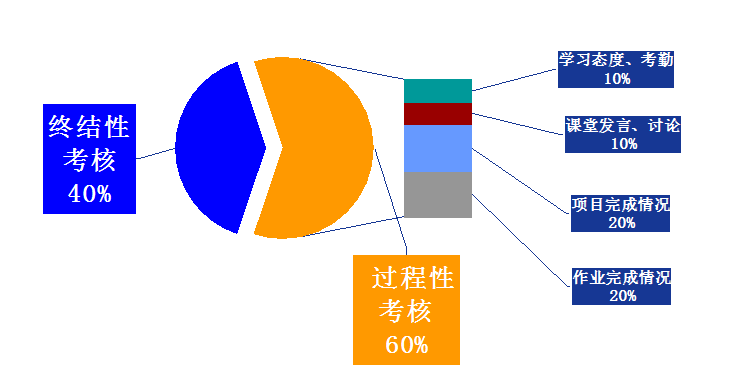 终结性
考核
40%
过程性
考核
60%
学习态度、考勤
10%
课堂发言、讨论
10%
项目完成情况
20%
作业完成情况
20%